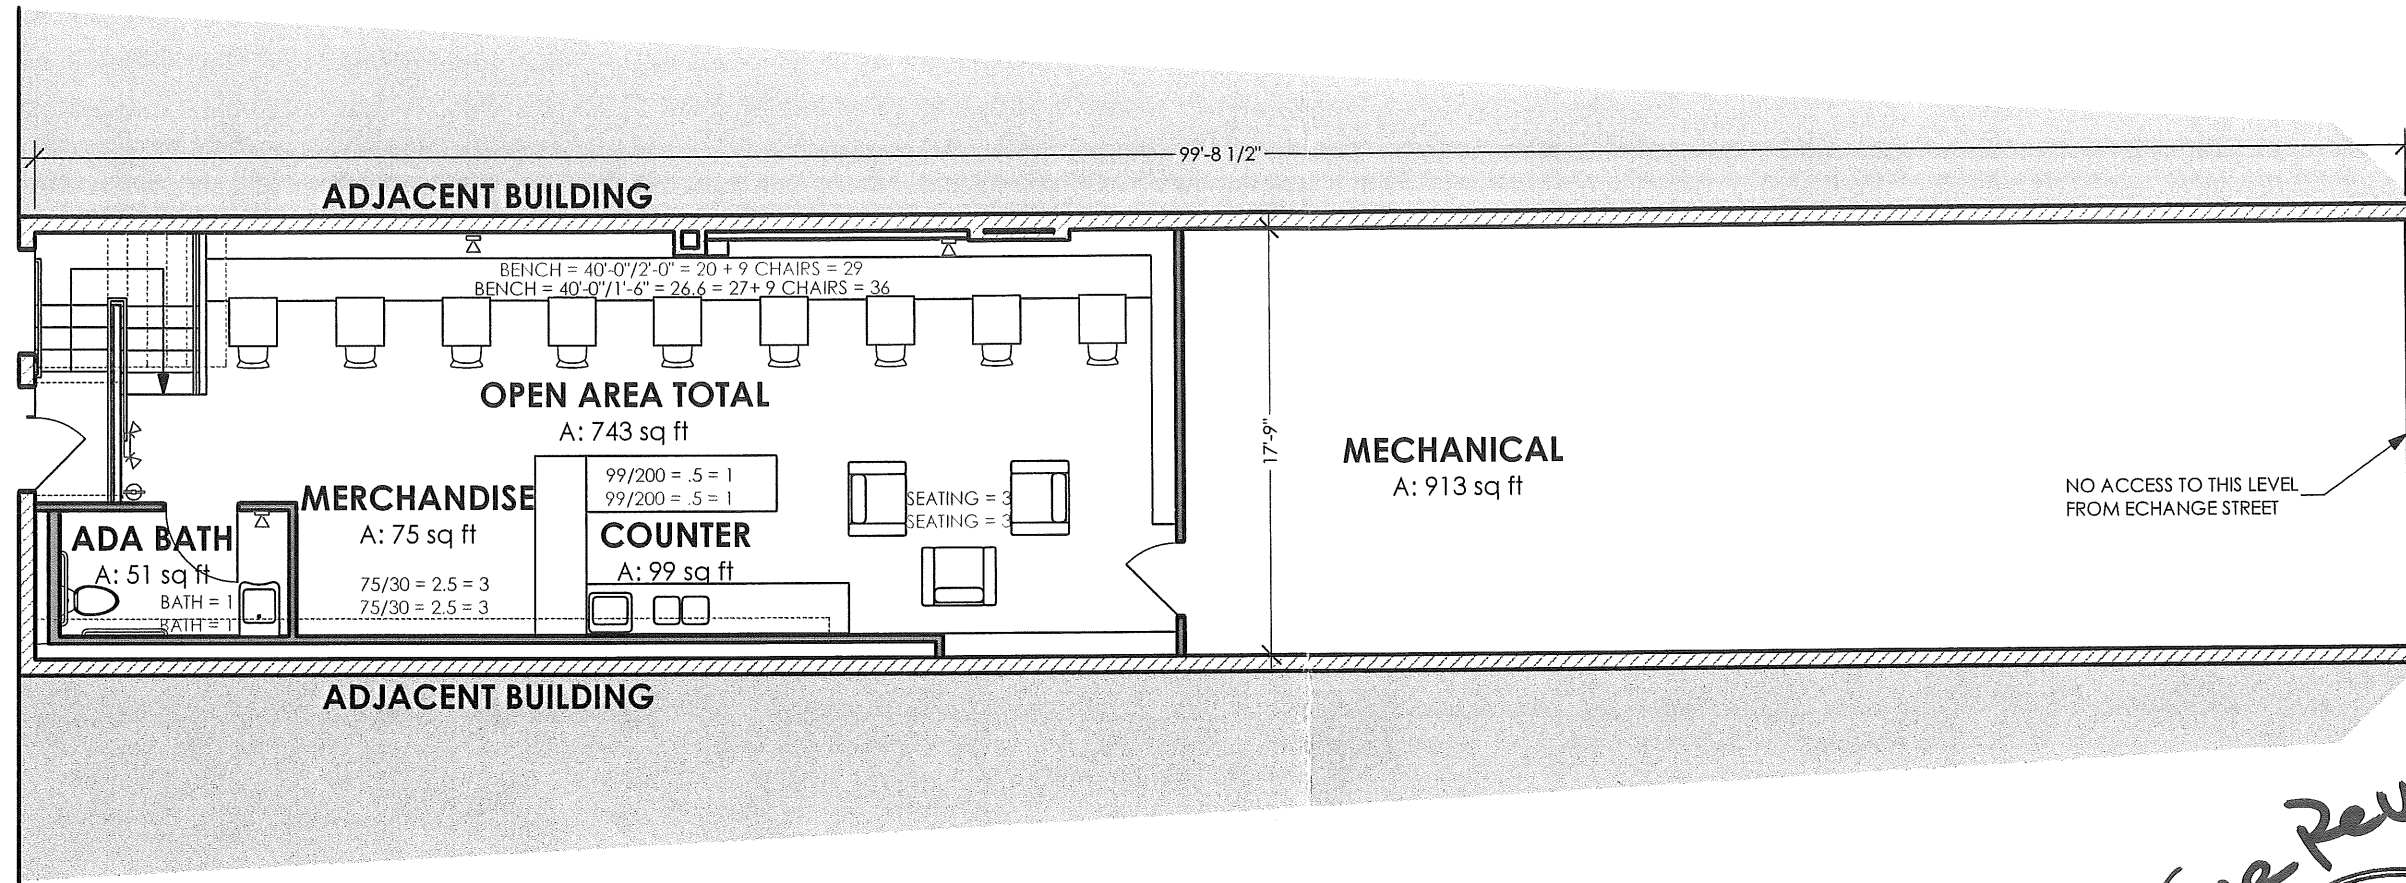 99'-8 1/2"
ADJACENT BUILDING
BENCH = 40'-0"/2'-0" = 20 + 9 CHAIRS = 29
BENCH = 40'-0"/1'-6" = 26.6 = 27+ 9 CHAIRS = 36
OPEN AREA TOTAL
A: 743 sq ft
17'-9"
MECHANICAL
A: 913 sq ft
NO ACCESS TO THIS LEVEL
FROM ECHANGE STREET
99/200 = .5 = 1
99/200 = .5 = 1
MERCHANDISE
A: 75 sq ft
75/30 = 2.5 = 3
75/30 = 2.5 = 3
COUNTER
A: 99 sq ft
SEATING = 3
SEATING = 3
ADA BATH
A: 51 sq ft
BATH = 1
BATH = 1
ADJACENT BUILDING